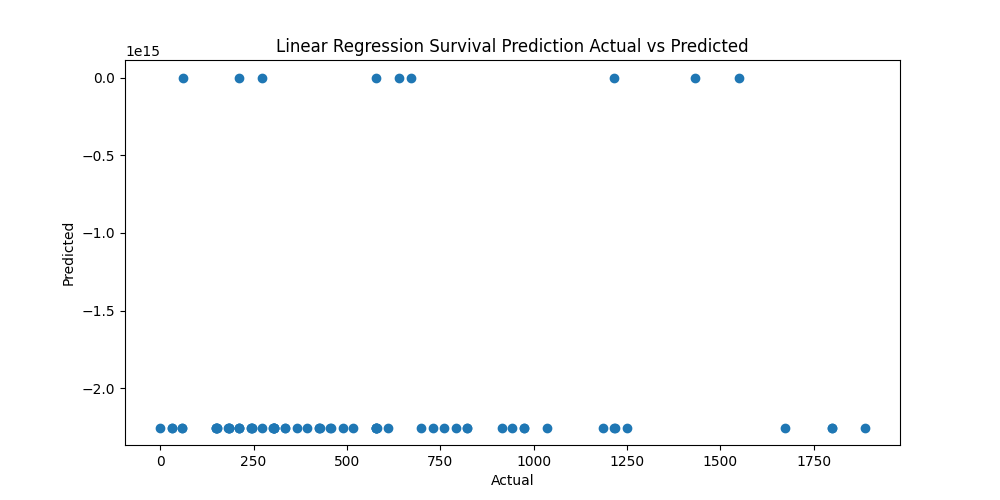 Linear Regression Survival Prediction Actual vs Predicted
1e15
0.0
−0.5
−1.0
−1.5
−2.0
Predicted
0 250 500 750 1000 1250 1500 1750
Actual